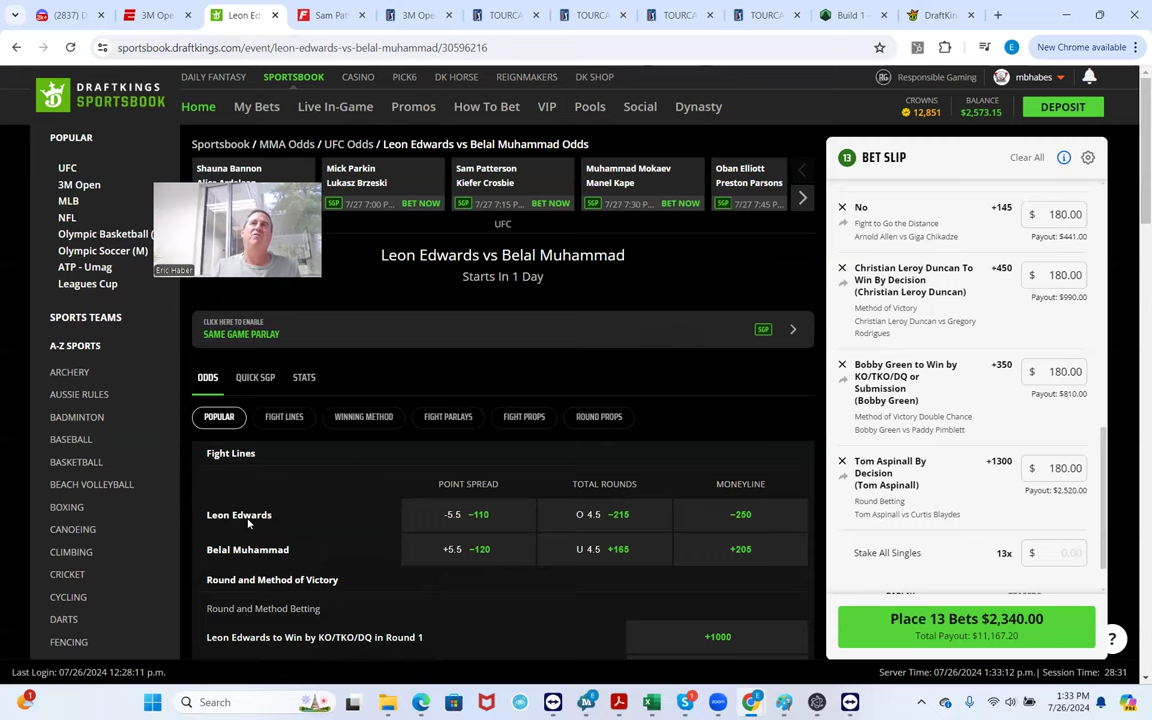 (2837) D
3M Open
Leon Edw
Sam Patt
3M Open
TOURCA
TOURCA
TOURCA
TOURCA
Build 1 -
DraftKin
sportsbook.draftkings.com/event/leon-edwards-vs-belal-muhammad/30596216
E
New Chrome available
DRAFTKINGS
SPORTSBOOK
DAILY FANTASY
SPORTSBOOK
CASINO
PICK6
DK HORSE
REIGNMAKERS
DK SHOP
RG
Responsible Gaming
mbhabes
Home
My Bets
Live In-Game
Promos
How To Bet
VIP
Pools
Social
Dynasty
CROWNS
12,851
BALANCE
$2,573.15
DEPOSIT
POPULAR
UFC
3M Open
MLB
NFL
Olympic Basketball (
Olympic Soccer (M)
ATP - Umag
Leagues Cup
SPORTS TEAMS
A-Z SPORTS
ARCHERY
AUSSIE RULES
BADMINTON
BASEBALL
BASKETBALL
BEACH VOLLEYBALL
BOXING
CANOEING
CLIMBING
CRICKET
CYCLING
DARTS
FENCING
Sportsbook / MMA Odds / UFC Odds / Leon Edwards vs Belal Muhammad Odds
Shauna Bannon
Mick Parkin
Lukasz Brzeski
SGP 7/27 7:00 P... BET NOW
Sam Patterson
Kiefer Crosbie
SGP 7/27 7:15 P... BET NOW
Muhammad Mokaev
Manel Kape
SGP 7/27 7:30 P... BET NOW
Oban Elliott
Preston Parsons
SGP 7/27 7:45 P...
Eric Haber
UFC
Leon Edwards vs Belal Muhammad
Starts In 1 Day
CLICK HERE TO ENABLE
SAME GAME PARLAY
SGP
ODDS
QUICK SGP
STATS
POPULAR
FIGHT LINES
WINNING METHOD
FIGHT PARLAYS
FIGHT PROPS
ROUND PROPS
Fight Lines
POINT SPREAD
TOTAL ROUNDS
MONEYLINE
Leon Edwards
-5.5 −110
O 4.5 −215
−250
Belal Muhammad
+5.5 −120
U 4.5 +165
+205
Round and Method of Victory
Round and Method Betting
Leon Edwards to Win by KO/TKO/DQ in Round 1
+1000
13
BET SLIP
Clear All
No
+145
$ 180.00
Fight to Go the Distance
Arnold Allen vs Giga Chikadze
Payout: $441.00
Christian Leroy Duncan To
Win By Decision
(Christian Leroy Duncan)
+450
$ 180.00
Payout: $990.00
Method of Victory
Christian Leroy Duncan vs Gregory
Rodrigues
Bobby Green to Win by
KO/TKO/DQ or
Submission
(Bobby Green)
+350
$ 180.00
Payout: $810.00
Method of Victory Double Chance
Bobby Green vs Paddy Pimblett
Tom Aspinall By
Decision
(Tom Aspinall)
+1300
$ 180.00
Payout: $2,520.00
Round Betting
Tom Aspinall vs Curtis Blaydes
Stake All Singles
13x
$ 0.00
Place 13 Bets $2,340.00
Total Payout: $11,167.20
?
Last Login: 07/26/2024 12:28:11 p.m.
Server Time: 07/26/2024 1:33:12 p.m. | Session Time: 28:31
1
Search
1:33 PM
7/26/2024